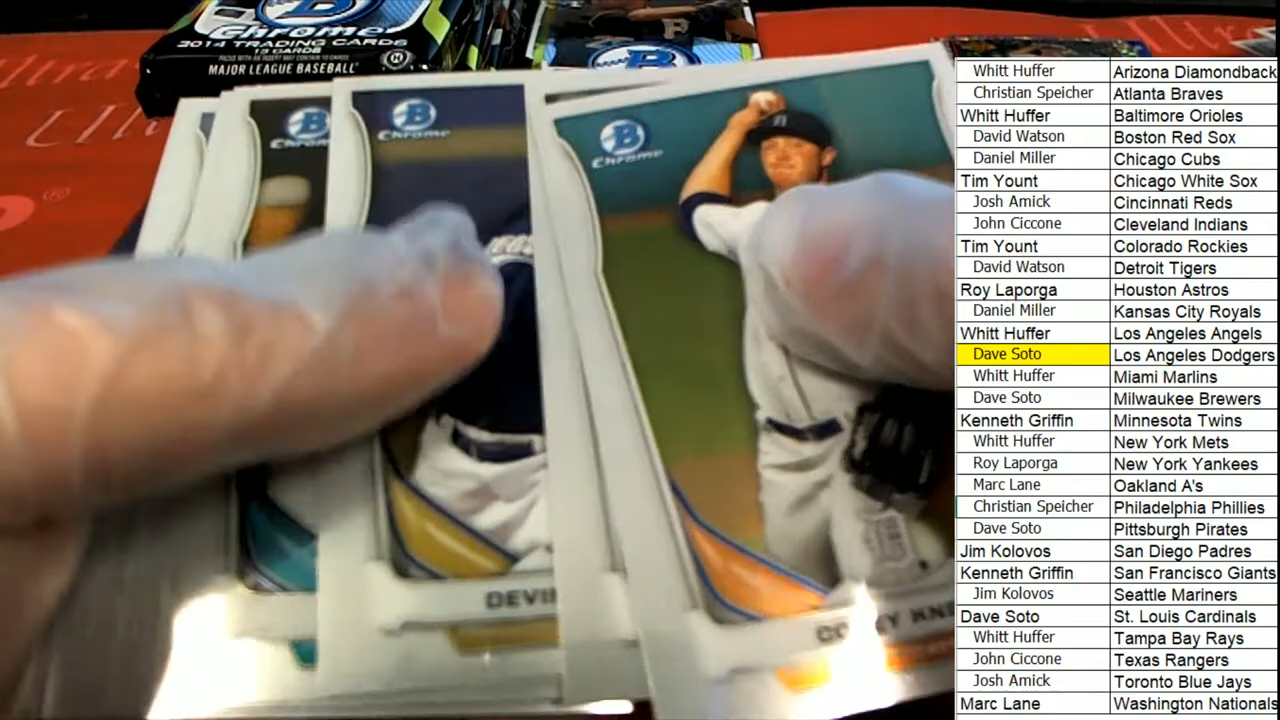 Chrome
2014 TRADING CARDS
13 CARDS
MAJOR LEAGUE BASEBALL
B
Chrome
B
Chrome
B
Chrome
DEVIN
Whitt Huffer Arizona Diamondback
Christian Speicher Atlanta Braves
Whitt Huffer Baltimore Orioles
David Watson Boston Red Sox
Daniel Miller Chicago Cubs
Tim Yount Chicago White Sox
Josh Amick Cincinnati Reds
John Ciccone Cleveland Indians
Tim Yount Colorado Rockies
David Watson Detroit Tigers
Roy Laporga Houston Astros
Daniel Miller Kansas City Royals
Whitt Huffer Los Angeles Angels
Dave Soto Los Angeles Dodgers
Whitt Huffer Miami Marlins
Dave Soto Milwaukee Brewers
Kenneth Griffin Minnesota Twins
Whitt Huffer New York Mets
Roy Laporga New York Yankees
Marc Lane Oakland A's
Christian Speicher Philadelphia Phillies
Dave Soto Pittsburgh Pirates
Jim Kolovos San Diego Padres
Kenneth Griffin San Francisco Giants
Jim Kolovos Seattle Mariners
Dave Soto St. Louis Cardinals
Whitt Huffer Tampa Bay Rays
John Ciccone Texas Rangers
Josh Amick Toronto Blue Jays
Marc Lane Washington Nationals